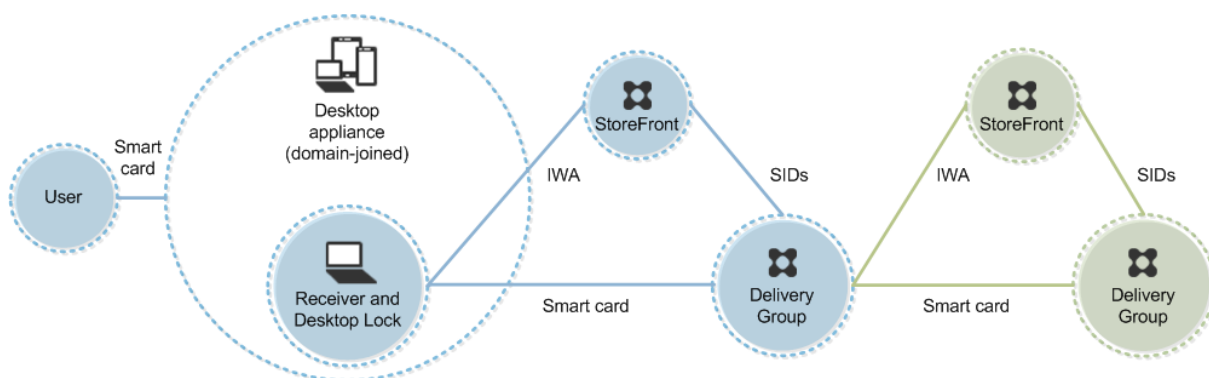 Desktop
appliance
(domain-joined)
Smart
card
User
Receiver and
Desktop Lock
IWA
StoreFront
SIDs
Smart card
Delivery
Group
IWA
StoreFront
SIDs
Smart card
Delivery
Group